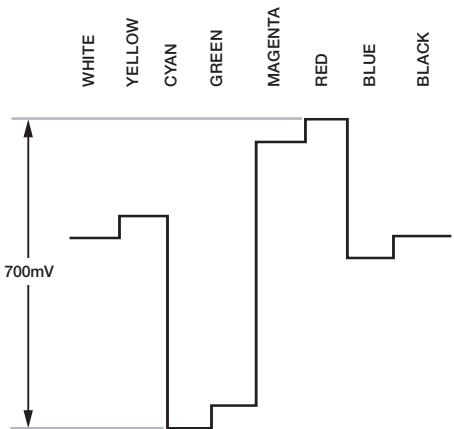 WHITE
YELLOW
CYAN
GREEN
MAGENTA
RED
BLUE
BLACK
700mV